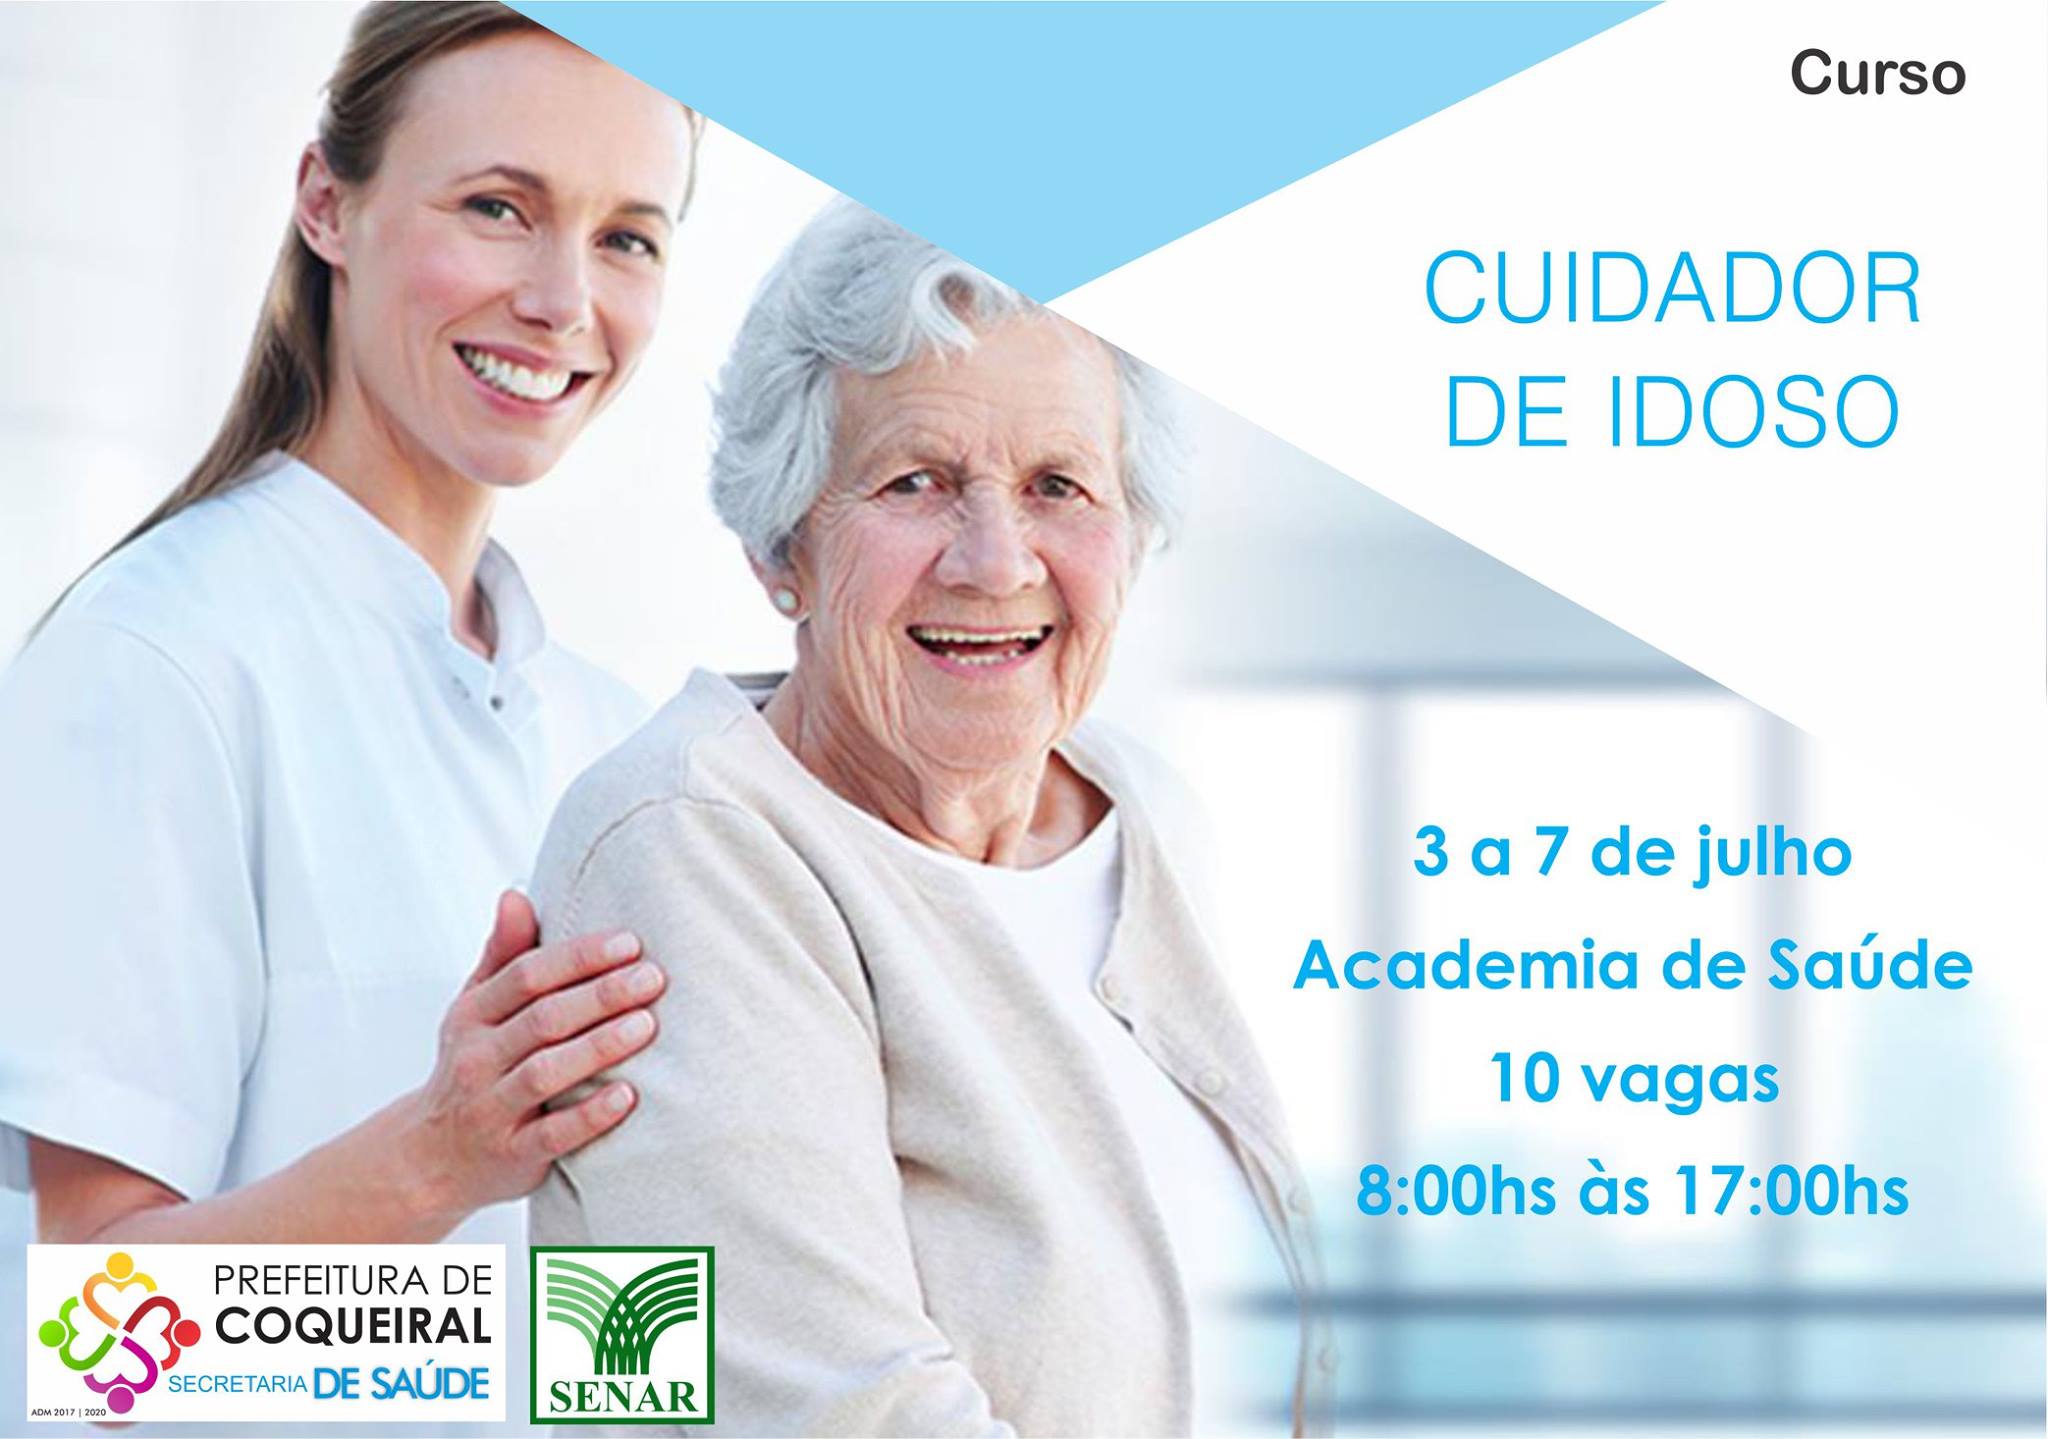 Curso
CUIDADOR
DE IDOSO
3 a 7 de julho
Academia de Saúde
10 vagas
8:00hs às 17:00hs
PREFEITURA DE
COQUEIRAL
SECRETARIA DE SAÚDE
ADM 2017 | 2020
SENAR